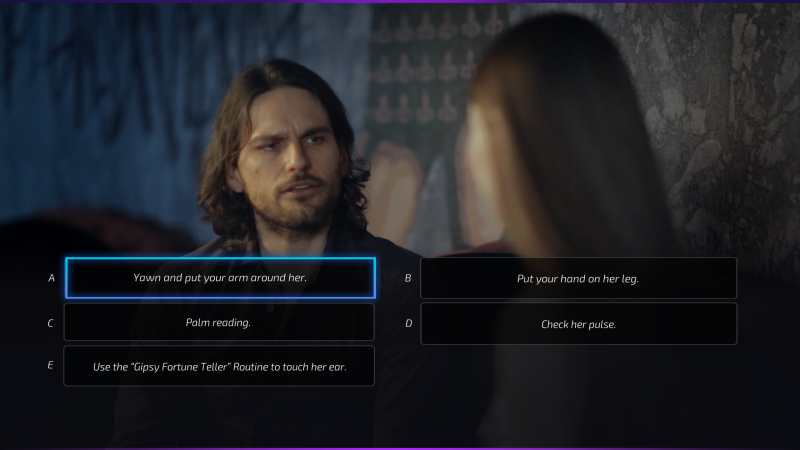 A Yawn and put your arm around her.
B Put your hand on her leg.
C Palm reading.
D Check her pulse.
E Use the "Gipsy Fortune Teller" Routine to touch her ear.